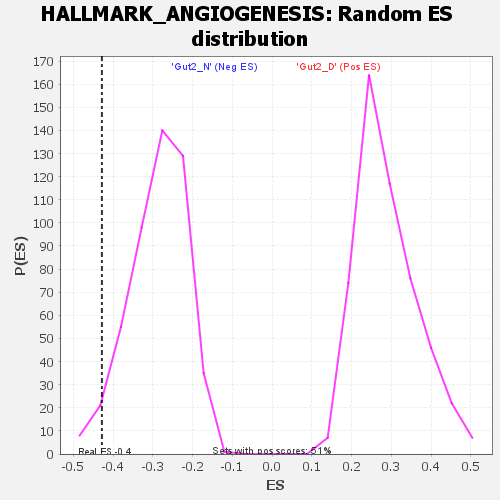 HALLMARK_ANGIOGENESIS: Random ES
distribution
'Gut2_N' (Neg ES)
'Gut2_D' (Pos ES)
170
160
150
140
130
120
110
100
90
80
70
60
50
40
30
20
10
0
P(ES)
Real ES -0.4
Sets with pos scores: 51%
-0.5 -0.4 -0.3 -0.2 -0.1 0.0 0.1 0.2 0.3 0.4 0.5
ES